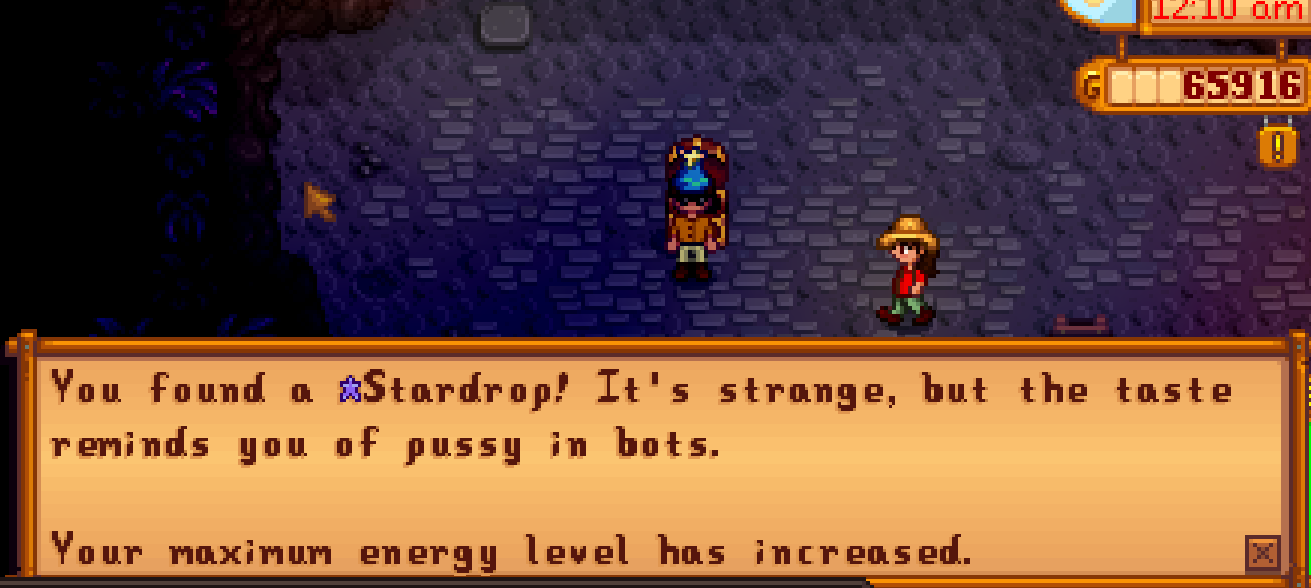 12:10 am
65916
!
You found a Stardrop! It's strange, but the taste
reminds you of pussy in bots.
Your maximum energy level has increased.